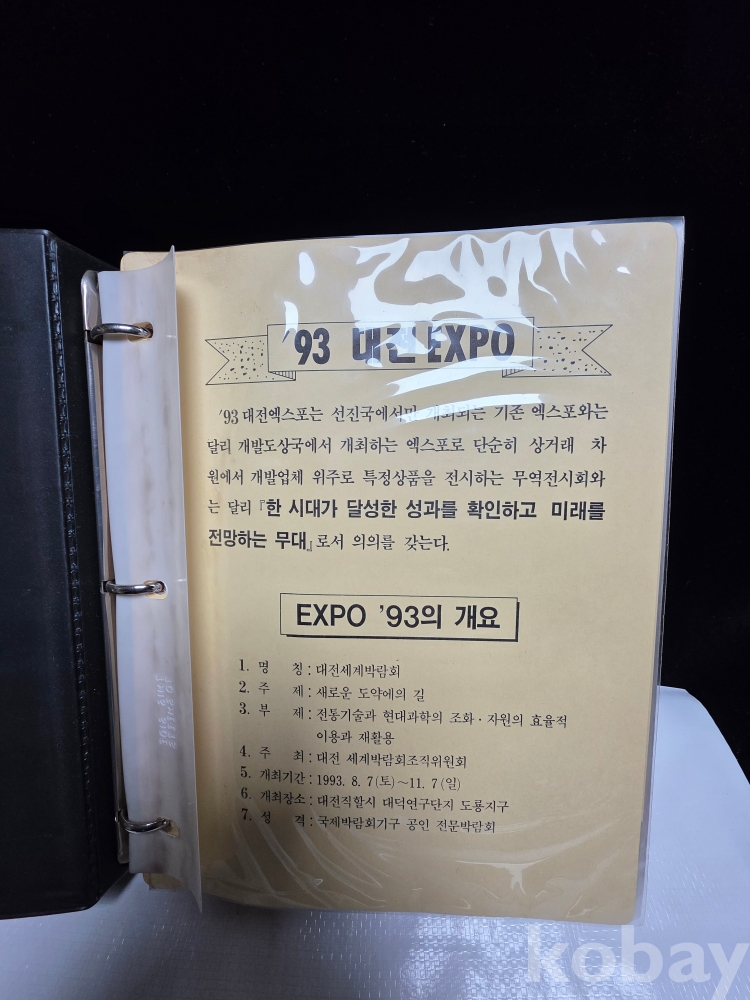 '93 대전 EXPO
'93 대전엑스포는 선진국에서만 개최되는 기존 엑스포와는
달리 개발도상국에서 개최하는 엑스포로 단순히 상거래 차
원에서 개발업체 위주로 특정상품을 전시하는 무역전시회와
는 달리 『한 시대가 달성한 성과를 확인하고 미래를
전망하는 무대』로서 의의를 갖는다.
EXPO '93의 개요
1. 명 칭 : 대전세계박람회
2. 주 제 : 새로운 도약에의 길
3. 부 제 : 전통기술과 현대과학의 조화 · 자원의 효율적
이용과 재활용
4. 주 최 : 대전 세계박람회조직위원회
5. 개최기간 : 1993. 8. 7(토)~11. 7(일)
6. 개최장소 : 대전직할시 대덕연구단지 도룡지구
7. 성 격 : 국제박람회기구 공인 전문박람회
kobay